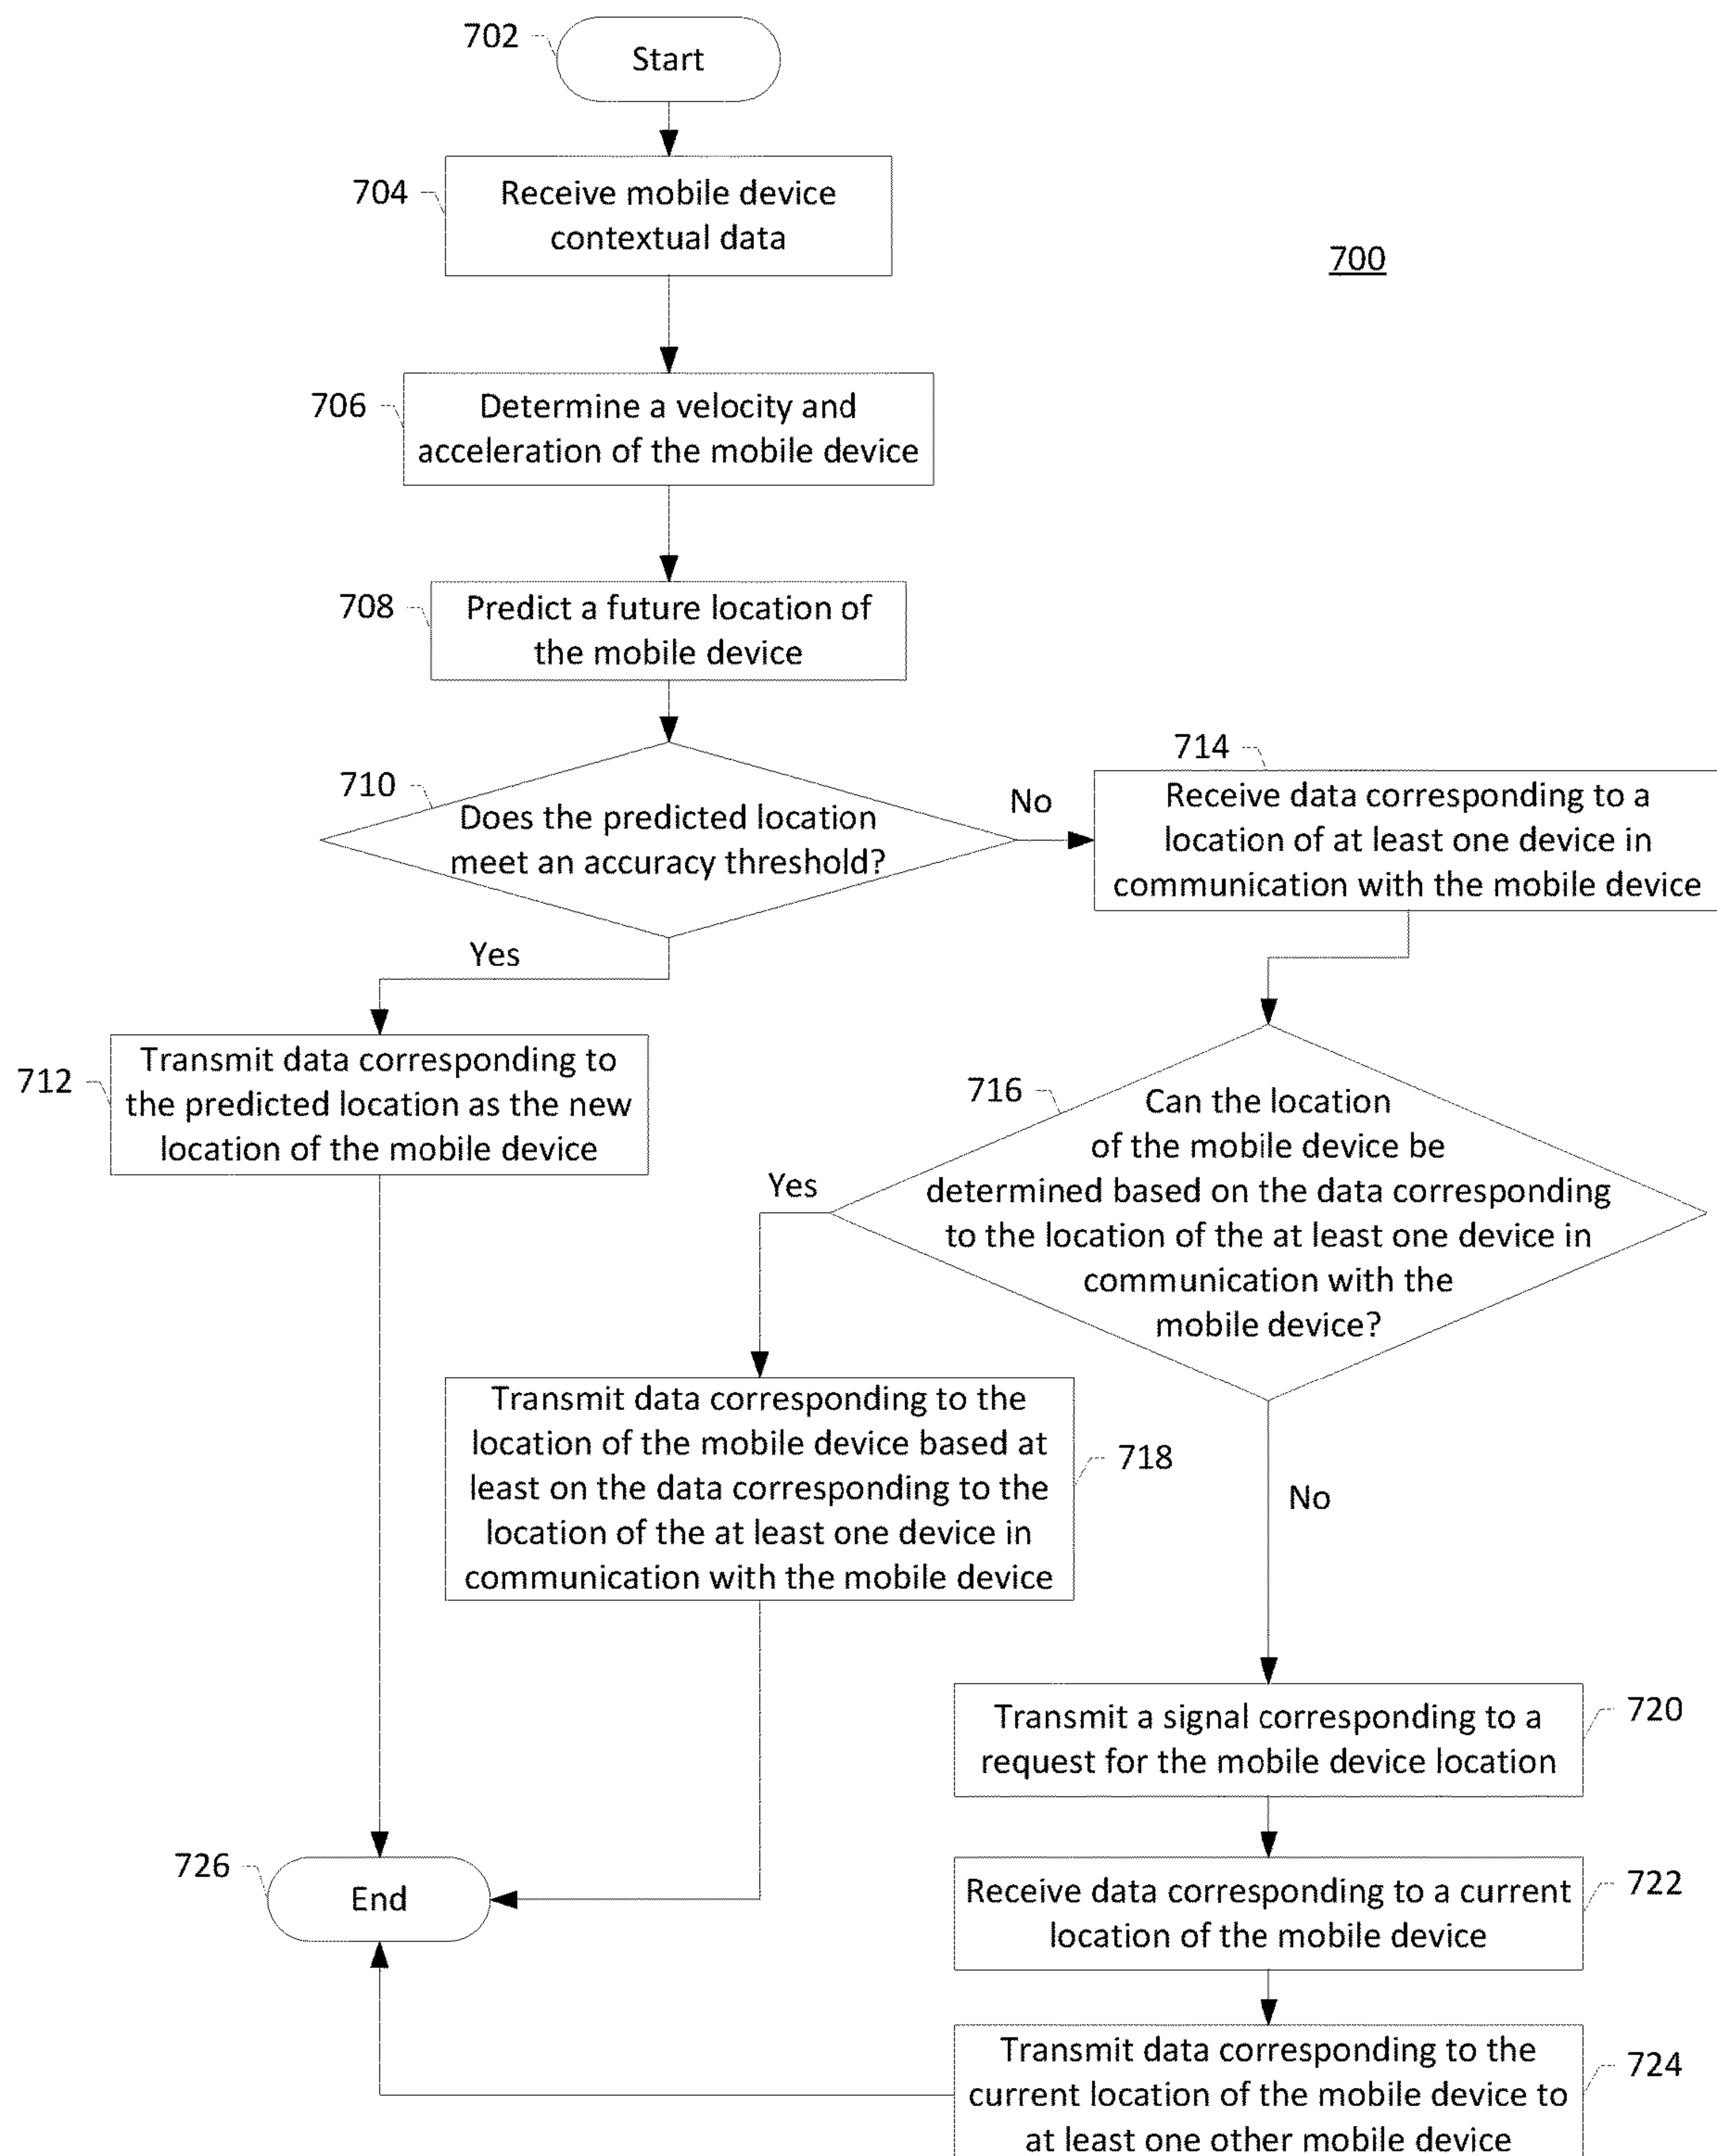 702
Start
704
Receive mobile device
contextual data
700
706
Determine a velocity and
acceleration of the mobile device
708
Predict a future location of
the mobile device
710
Does the predicted location
meet an accuracy threshold?
No
714
Receive data corresponding to a
location of at least one device in
communication with the mobile device
Yes
712
Transmit data corresponding to
the predicted location as the new
location of the mobile device
716
Can the location
of the mobile device be
determined based on the data corresponding
to the location of the at least one device in
communication with the
mobile device?
Yes
Transmit data corresponding to the
location of the mobile device based at
least on the data corresponding to the
location of the at least one device in
communication with the mobile device
718
No
Transmit a signal corresponding to a
request for the mobile device location
720
726
End
Receive data corresponding to a current
location of the mobile device
722
Transmit data corresponding to the
current location of the mobile device to
at least one other mobile device
724